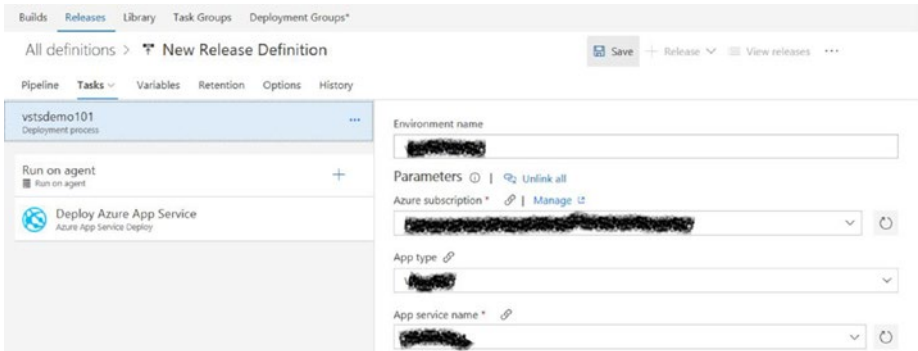 Builds Releases Library Task Groups Deployment Groups*
All definitions > New Release Definition
Save + Release View releases ...
Pipeline Tasks Variables Retention Options History
vstsdemo101 ...
Deployment process
Run on agent +
Run on agent
Deploy Azure App Service
Azure App Service Deploy
Environment name
Parameters | Unlink all
Azure subscription * | Manage
App type
App service name *